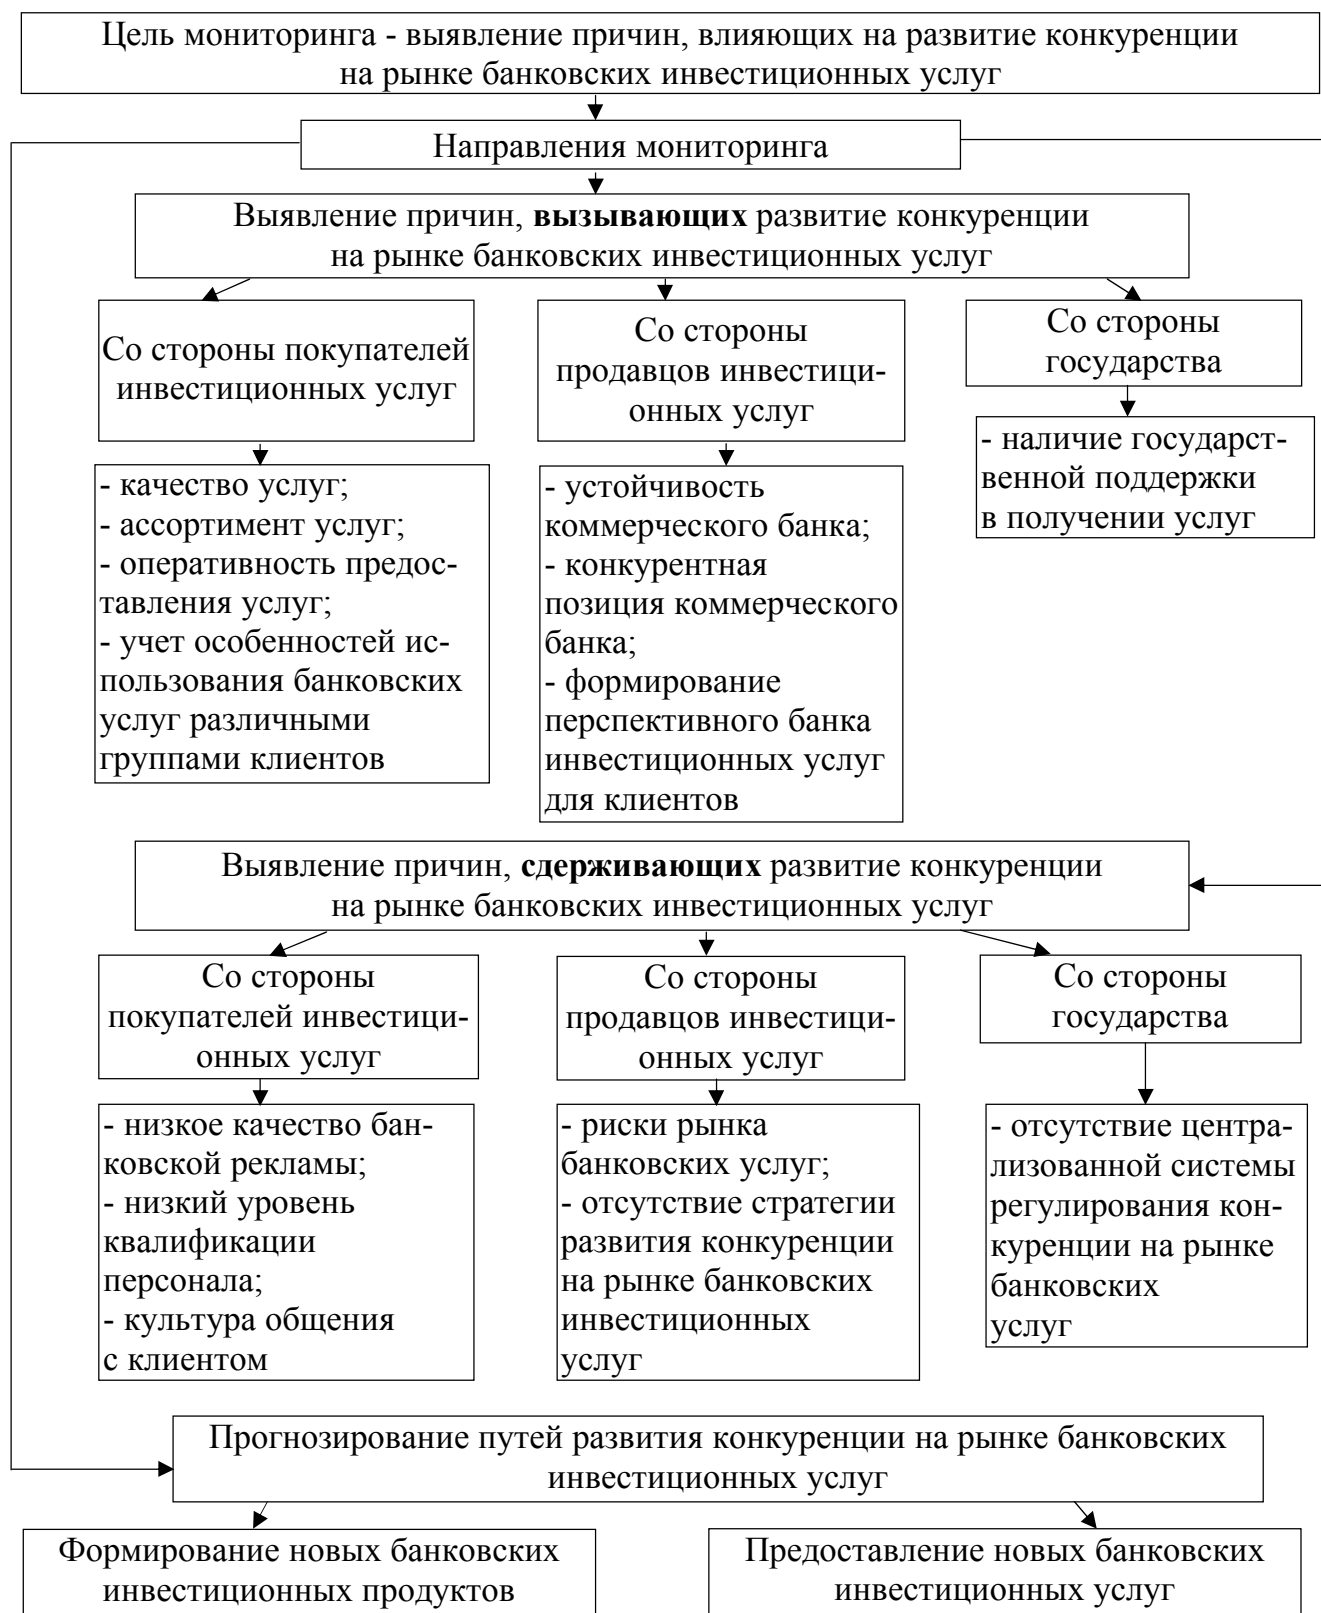 Цель мониторинга - выявление причин, влияющих на развитие конкуренции
на рынке банковских инвестиционных услуг
Направления мониторинга
Выявление причин, вызывающих развитие конкуренции
на рынке банковских инвестиционных услуг
Со стороны покупателей
инвестиционных услуг
Со стороны
продавцов инвестици-
онных услуг
Со стороны
государства
- качество услуг;
- ассортимент услуг;
- оперативность предос-
тавления услуг;
- учет особенностей ис-
пользования банковских
услуг различными
группами клиентов
- устойчивость
коммерческого банка;
- конкурентная
позиция коммерческого
банка;
- формирование
перспективного банка
инвестиционных услуг
для клиентов
- наличие государст-
венной поддержки
в получении услуг
Выявление причин, сдерживающих развитие конкуренции
на рынке банковских инвестиционных услуг
Со стороны
покупателей инвестици-
онных услуг
Со стороны
продавцов инвестици-
онных услуг
Со стороны
государства
- низкое качество бан-
ковской рекламы;
- низкий уровень
квалификации
персонала;
- культура общения
с клиентом
- риски рынка
банковских услуг;
- отсутствие стратегии
развития конкуренции
на рынке банковских
инвестиционных
услуг
- отсутствие центра-
лизованной системы
регулирования кон-
куренции на рынке
банковских
услуг
Прогнозирование путей развития конкуренции на рынке банковских
инвестиционных услуг
Формирование новых банковских
инвестиционных продуктов
Предоставление новых банковских
инвестиционных услуг